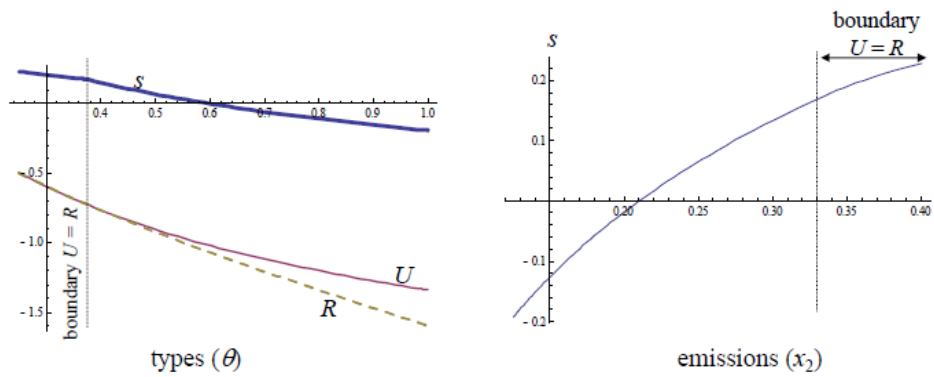 s
0.4
0.5
0.6
0.7
0.8
0.9
1.0
- 0.5
- 1.0
- 1.5
boundary U = R
U
R
types (θ)
boundary
U = R
s
0.2
0.1
- 0.1
- 0.2
0.20
0.25
0.30
0.35
0.40
emissions (x₂)